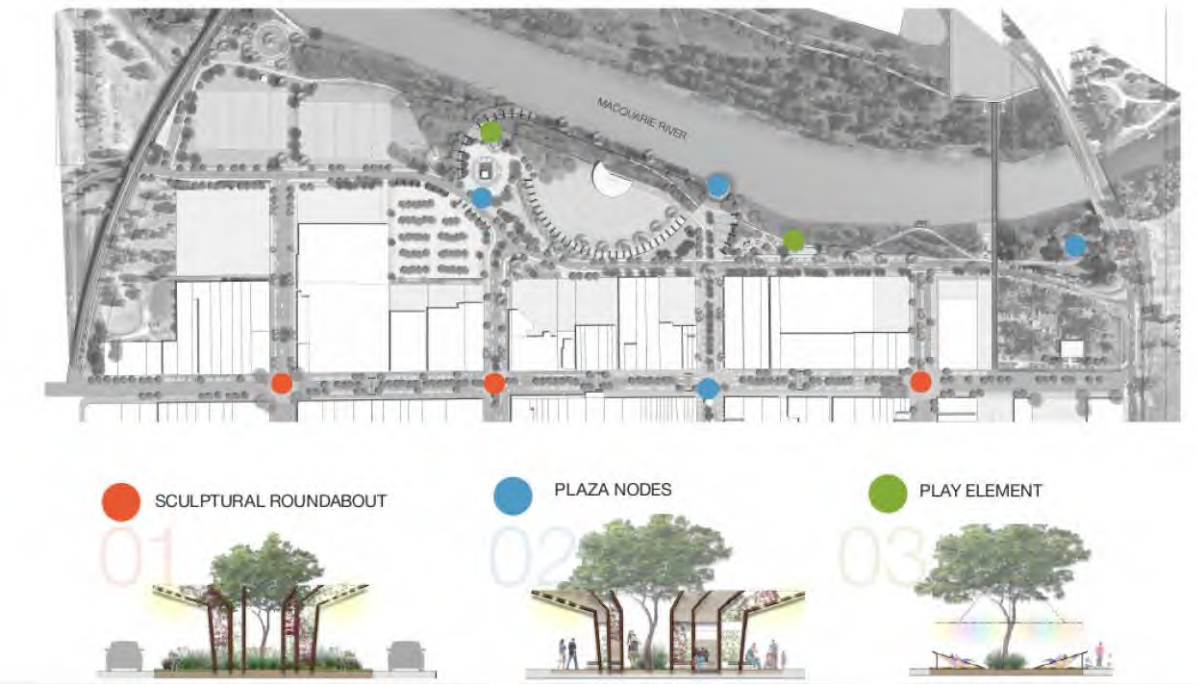 MACQUARIE RIVER
SCULPTURAL ROUNDABOUT
01
PLAZA NODES
02
PLAY ELEMENT
03